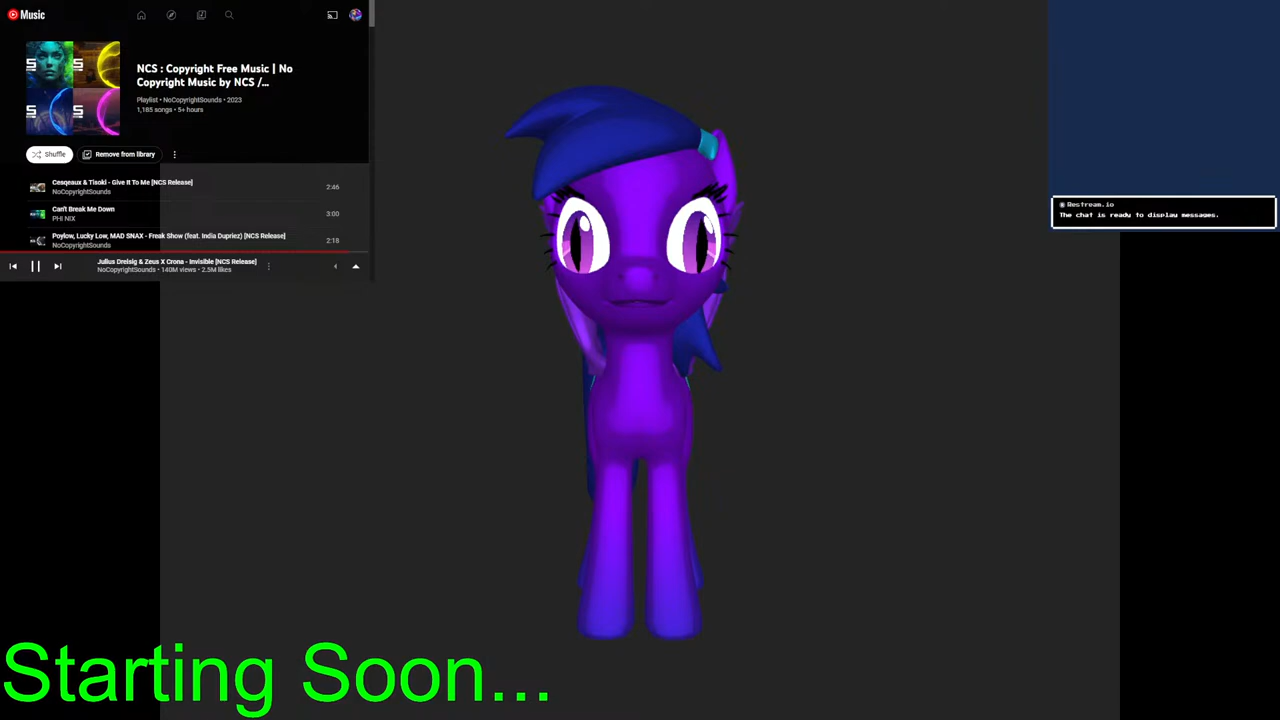 Music
NCS : Copyright Free Music | No
Copyright Music by NCS /...
Playlist • NoCopyrightSounds • 2023
1,185 songs • 5+ hours
Shuffle
Remove from library
Cesqeaux & Tisoki - Give It To Me [NCS Release]
NoCopyrightSounds
2:46
Can't Break Me Down
PHI NIX
3:00
Poylow, Lucky Low, MAD SNAX - Freak Show (feat. India Dupriez) [NCS Release]
NoCopyrightSounds
2:18
Julius Dreisig & Zeus X Crona - Invisible [NCS Release]
NoCopyrightSounds • 140M views • 2.5M likes
Restream.io
The chat is ready to display messages.
Starting Soon...